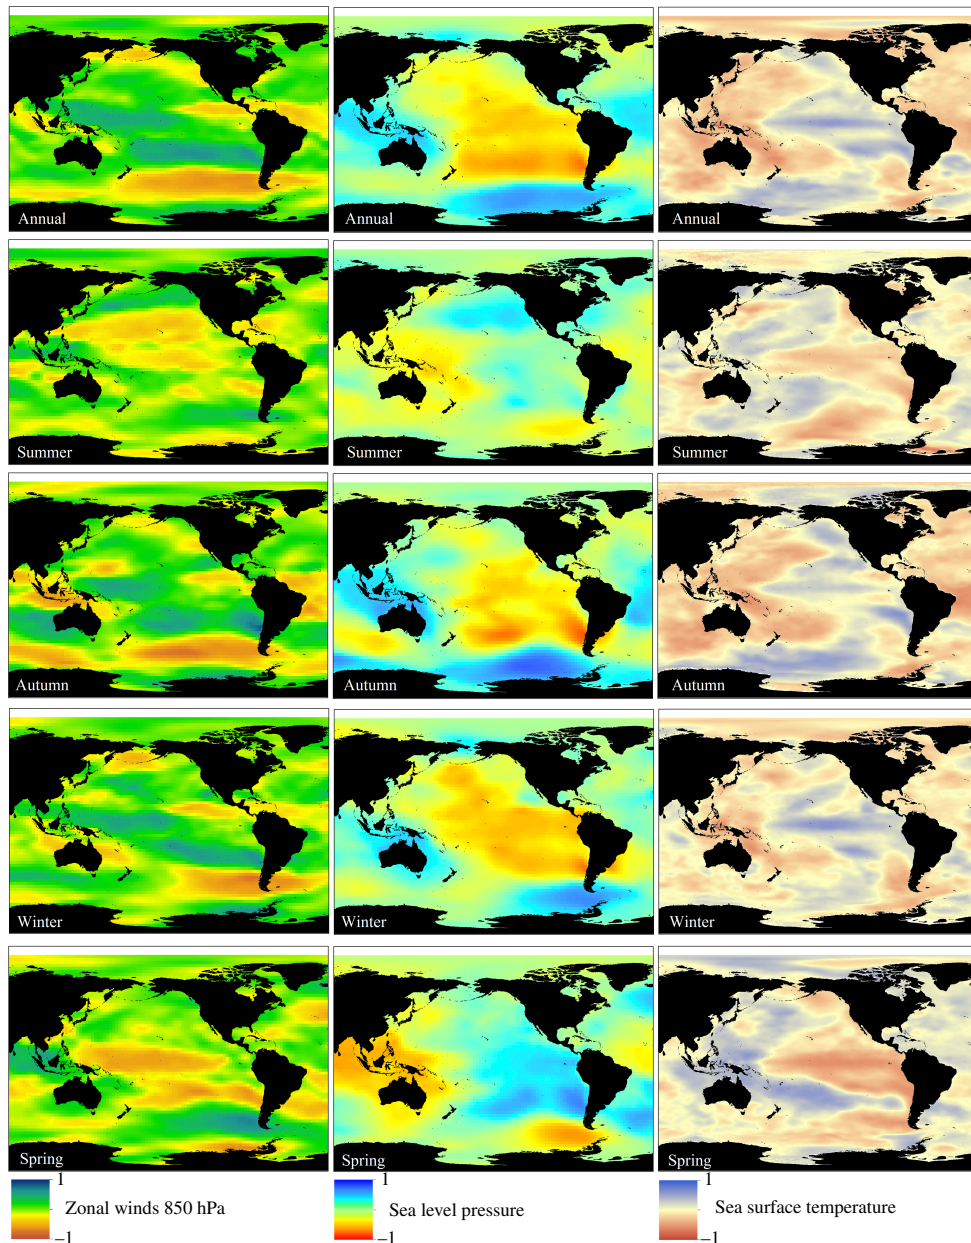 Annual Annual Annual
Summer Summer Summer
Autumn Autumn Autumn
Winter Winter Winter
Spring Spring Spring
1 1 1
Zonal winds 850 hPa Sea level pressure Sea surface temperature
−1 −1 −1